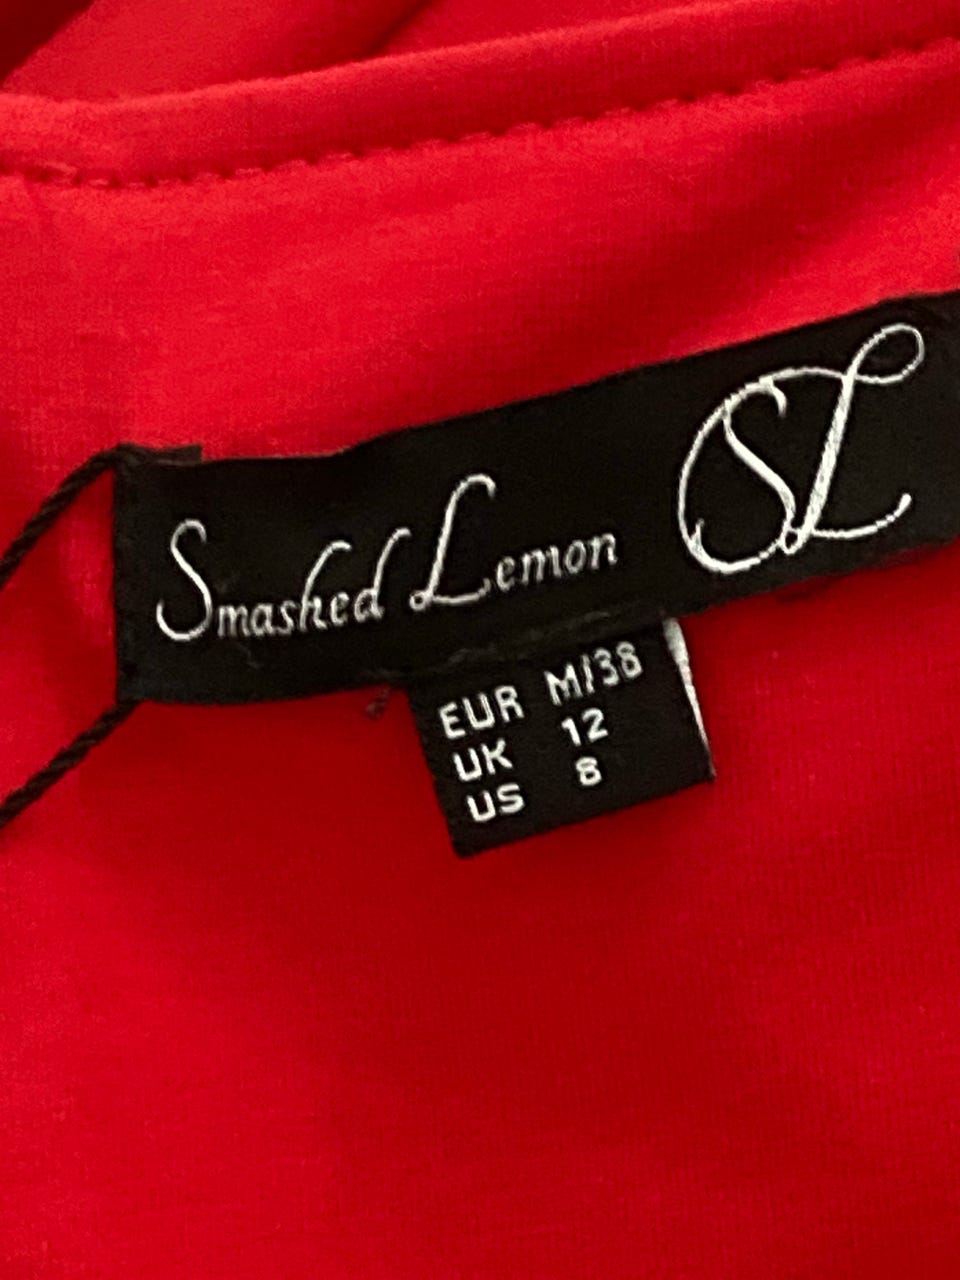 Smashed Lemon SL
EUR M/38
UK 12
US 8